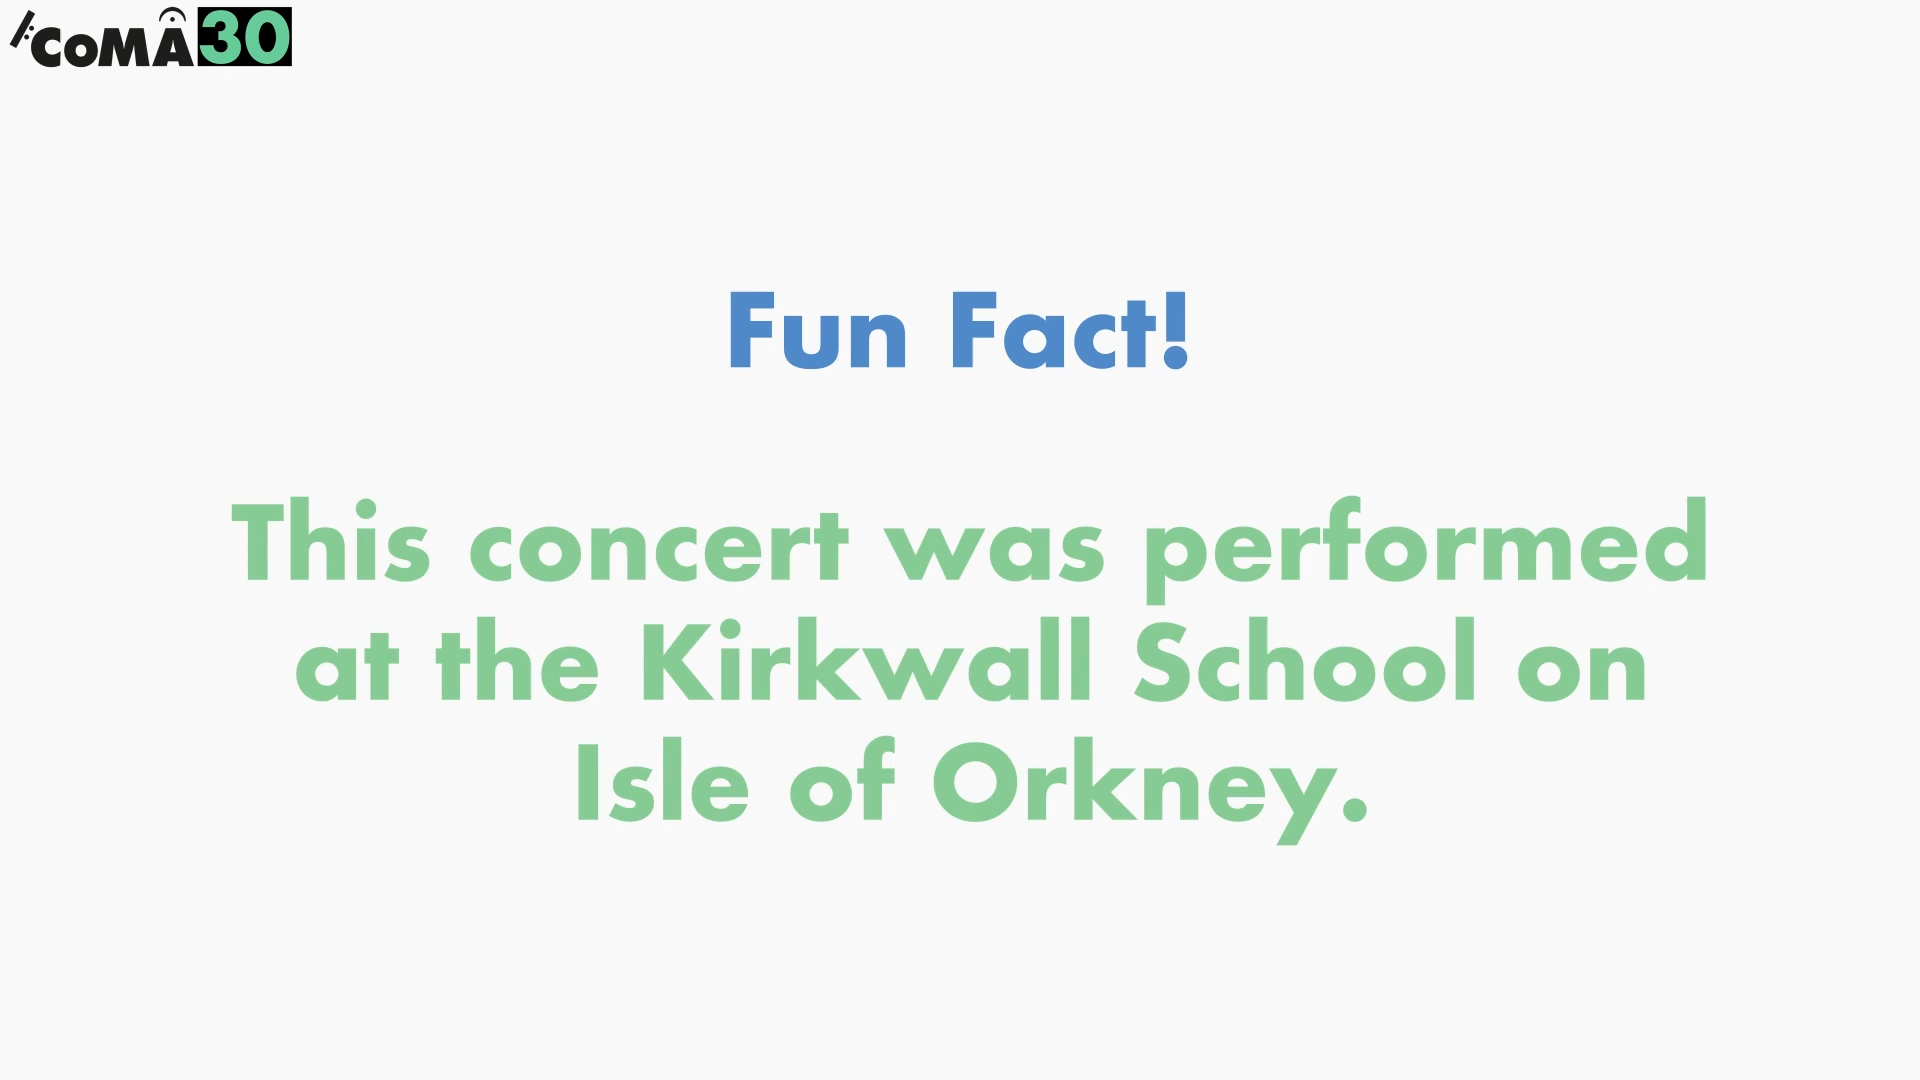 CoMA30
Fun Fact!
This concert was performed
at the Kirkwall School on
Isle of Orkney.